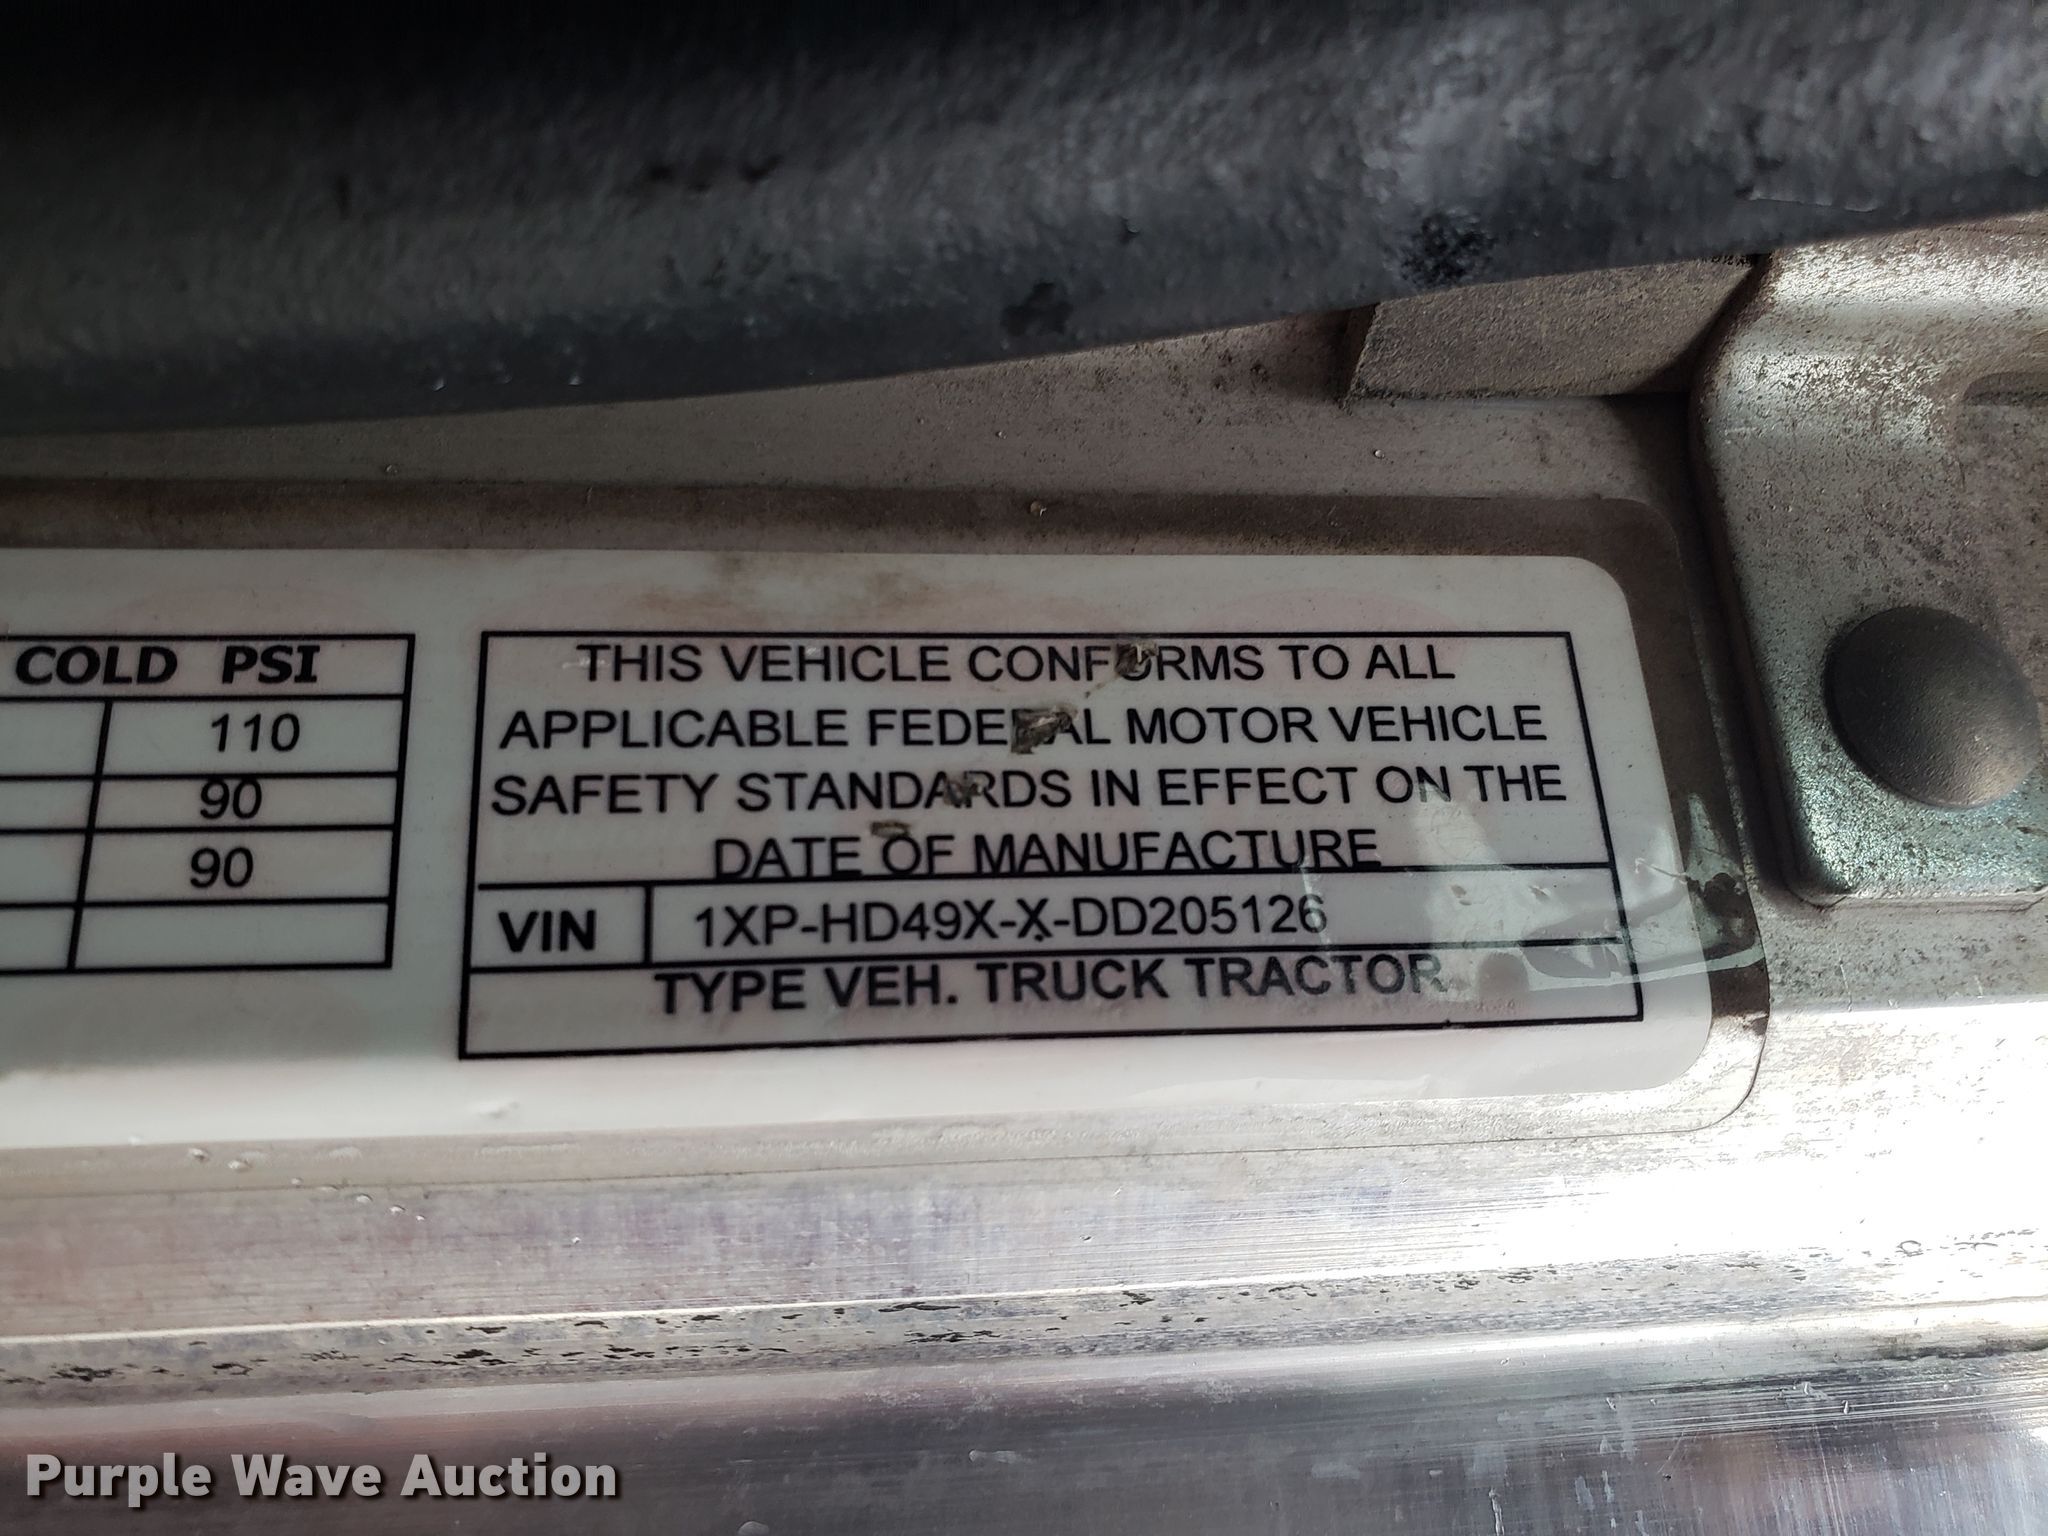 COLD PSI
110
90
90
THIS VEHICLE CONFORMS TO ALL
APPLICABLE FEDERAL MOTOR VEHICLE
SAFETY STANDARDS IN EFFECT ON THE
DATE OF MANUFACTURE
VIN 1XP-HD49X-X-DD205126
TYPE VEH. TRUCK TRACTOR
Purple Wave Auction